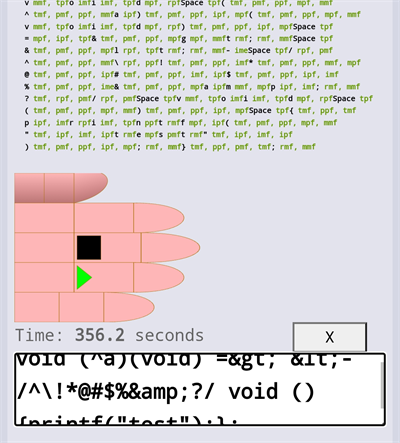 v mmf, tpfo imfi imf, tpfd mpf, rpfSpace tpf{ tmf, ppf, mpf, mmf
^ tmf, pmf, ppf, mmfa ipf) tmf, pmf, ppf, ipf, mpf( tmf, pmf, ppf, mpf, mmf
v mmf, tpfo imfi imf, tpfd mpf, rpf) tmf, pmf, ppf, ipf, mpfSpace tpf
= mpf, ipf, tpf& tmf, pmf, ppf, mpfg mpf, mmft rmf; rmf, mmfSpace tpf
& tmf, pmf, ppf, mpfl rpf, tpft rmf; rmf, mmf- imeSpace tpf/ rpf, pmf
^ tmf, pmf, ppf, mmf\ rpf, ppf! tmf, pmf, ppf, imf* tmf, pmf, ppf, mmf, mpf
@ tmf, pmf, ppf, ipf# tmf, pmf, ppf, imf, ipf$ tmf, pmf, ppf, ipf, imf
% tmf, pmf, ppf, ime& tmf, pmf, ppf, mpfa ipfm mmf, mpfp ipf, imf; rmf, mmf
? tmf, rpf, pmf/ rpf, pmfSpace tpfv mmf, tpfo imfi imf, tpfd mpf, rpfSpace tpf
( tmf, pmf, ppf, mpf, mmf) tmf, pmf, ppf, ipf, mpfSpace tpf{ tmf, ppf, tmf
p ipf, imfr rpfi imf, tpfn ppft rmff mpf, ipf( tmf, pmf, ppf, mpf, mmf
" tmf, ipf, imf, ipft rmfe mpfs pmft rmf" tmf, ipf, imf, ipf
) tmf, pmf, ppf, ipf, mpf; rmf, mmf} tmf, ppf, pmf, tmf; rmf, mmf
Time: 356.2 seconds
X
void (^a)(void) =&gt; &lt;-
/^\!*@#$%&amp;?/ void ()
{printf("test");};